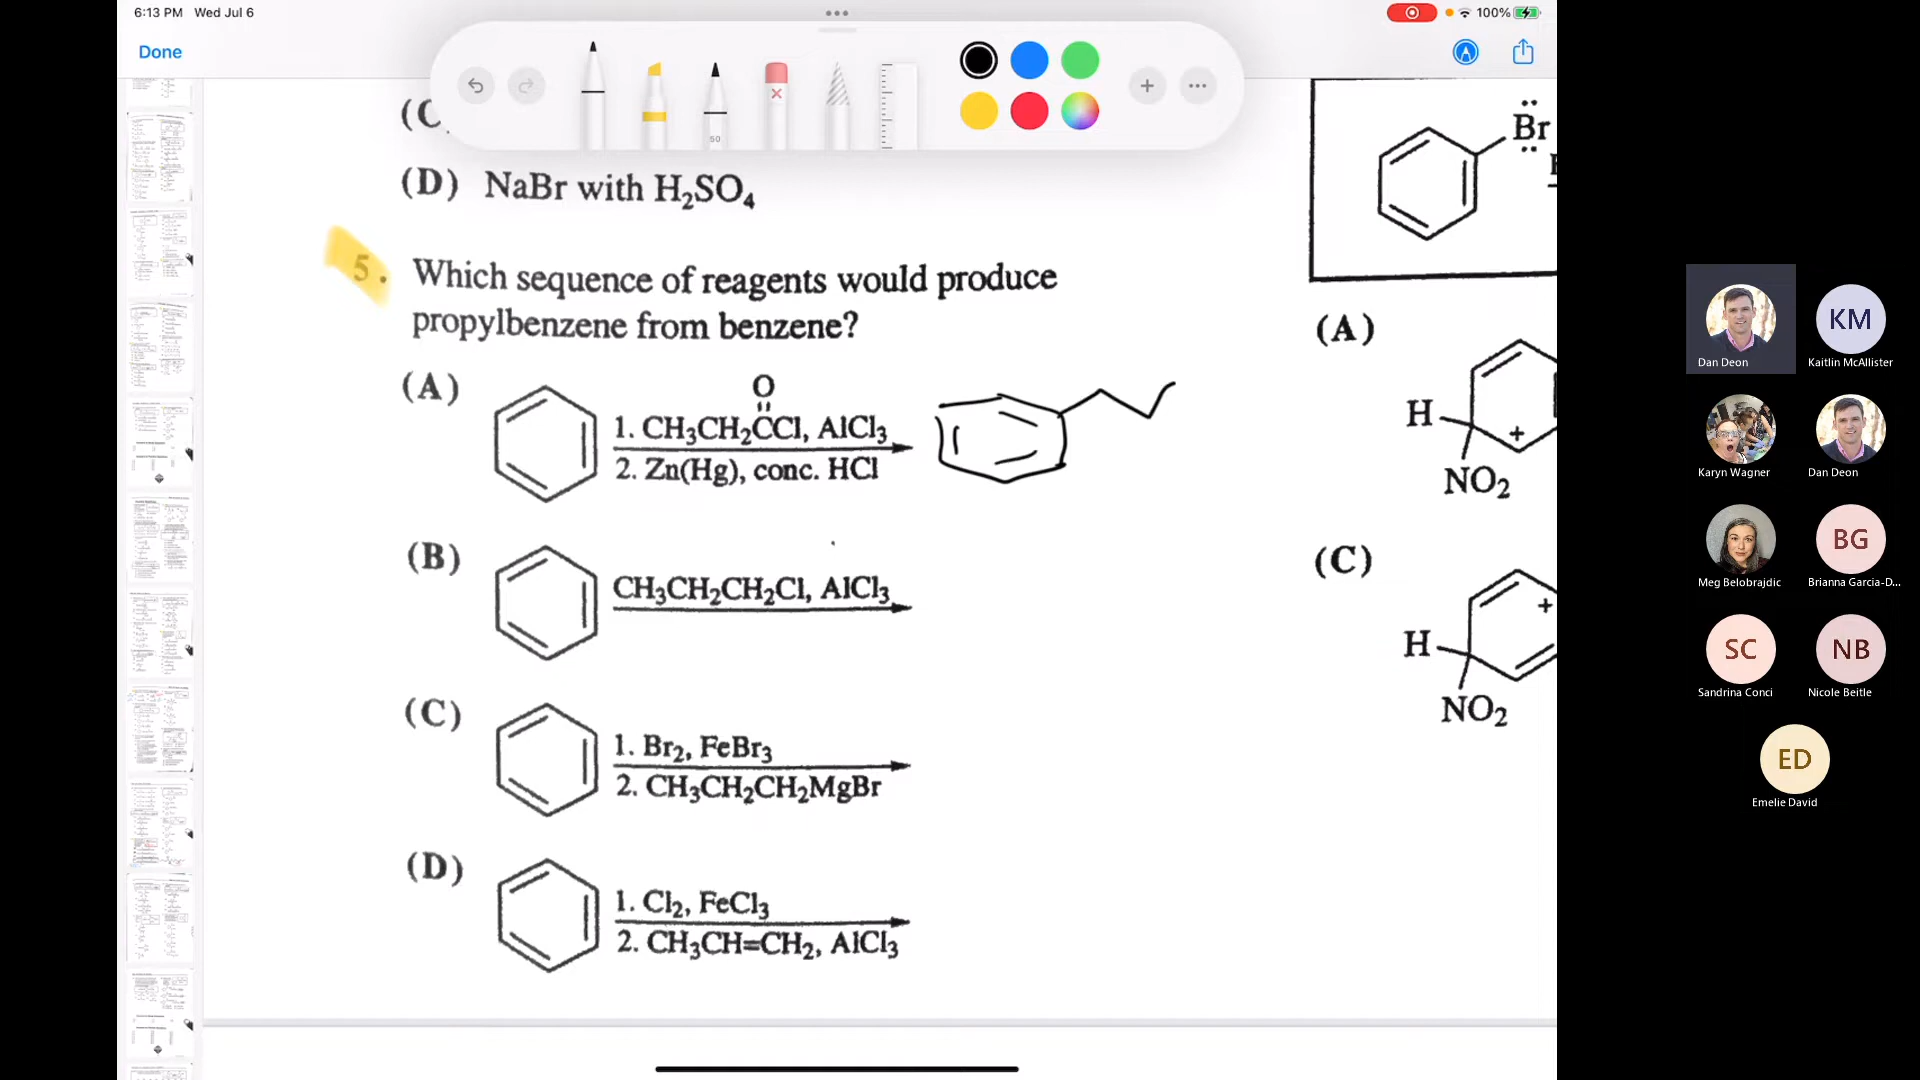 6:13 PM Wed Jul 6
100%
Done
50
(C
(D) NaBr with H₂SO₄
5. Which sequence of reagents would produce
propylbenzene from benzene?
(A)
O
1. CH₃CH₂CCl, AlCl₃
2. Zn(Hg), conc. HCl
(B)
CH₃CH₂CH₂Cl, AlCl₃
(C)
1. Br₂, FeBr₃
2. CH₃CH₂CH₂MgBr
(D)
1. Cl₂, FeCl₃
2. CH₃CH=CH₂, AlCl₃
Br
(A)
H
+
NO₂
(C)
+
H
NO₂
Dan Deon
KM
Kaitlin McAllister
Karyn Wagner
Dan Deon
Meg Belobrajdic
BG
Brianna Garcia-D...
SC
Sandrina Conci
NB
Nicole Beitle
ED
Emelie David